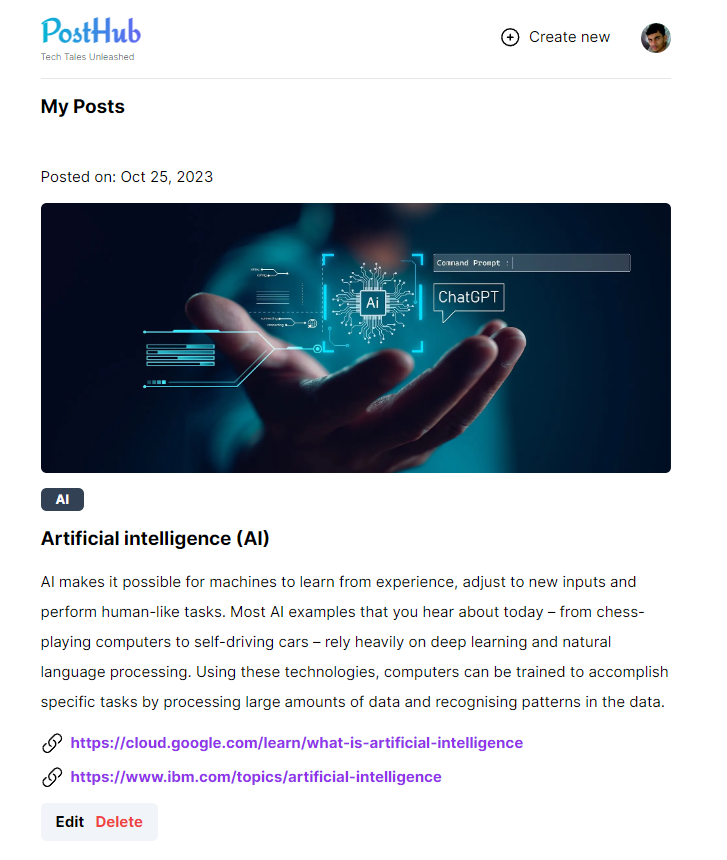 PostHub
Create new
Tech Tales Unleashed
My Posts
Posted on: Oct 25, 2023
Command Prompt :
ChatGPT
Ai
AI
Artificial intelligence (AI)
AI makes it possible for machines to learn from experience, adjust to new inputs and
perform human-like tasks. Most AI examples that you hear about today – from chess-
playing computers to self-driving cars – rely heavily on deep learning and natural
language processing. Using these technologies, computers can be trained to accomplish
specific tasks by processing large amounts of data and recognising patterns in the data.
https://cloud.google.com/learn/what-is-artificial-intelligence
https://www.ibm.com/topics/artificial-intelligence
Edit Delete